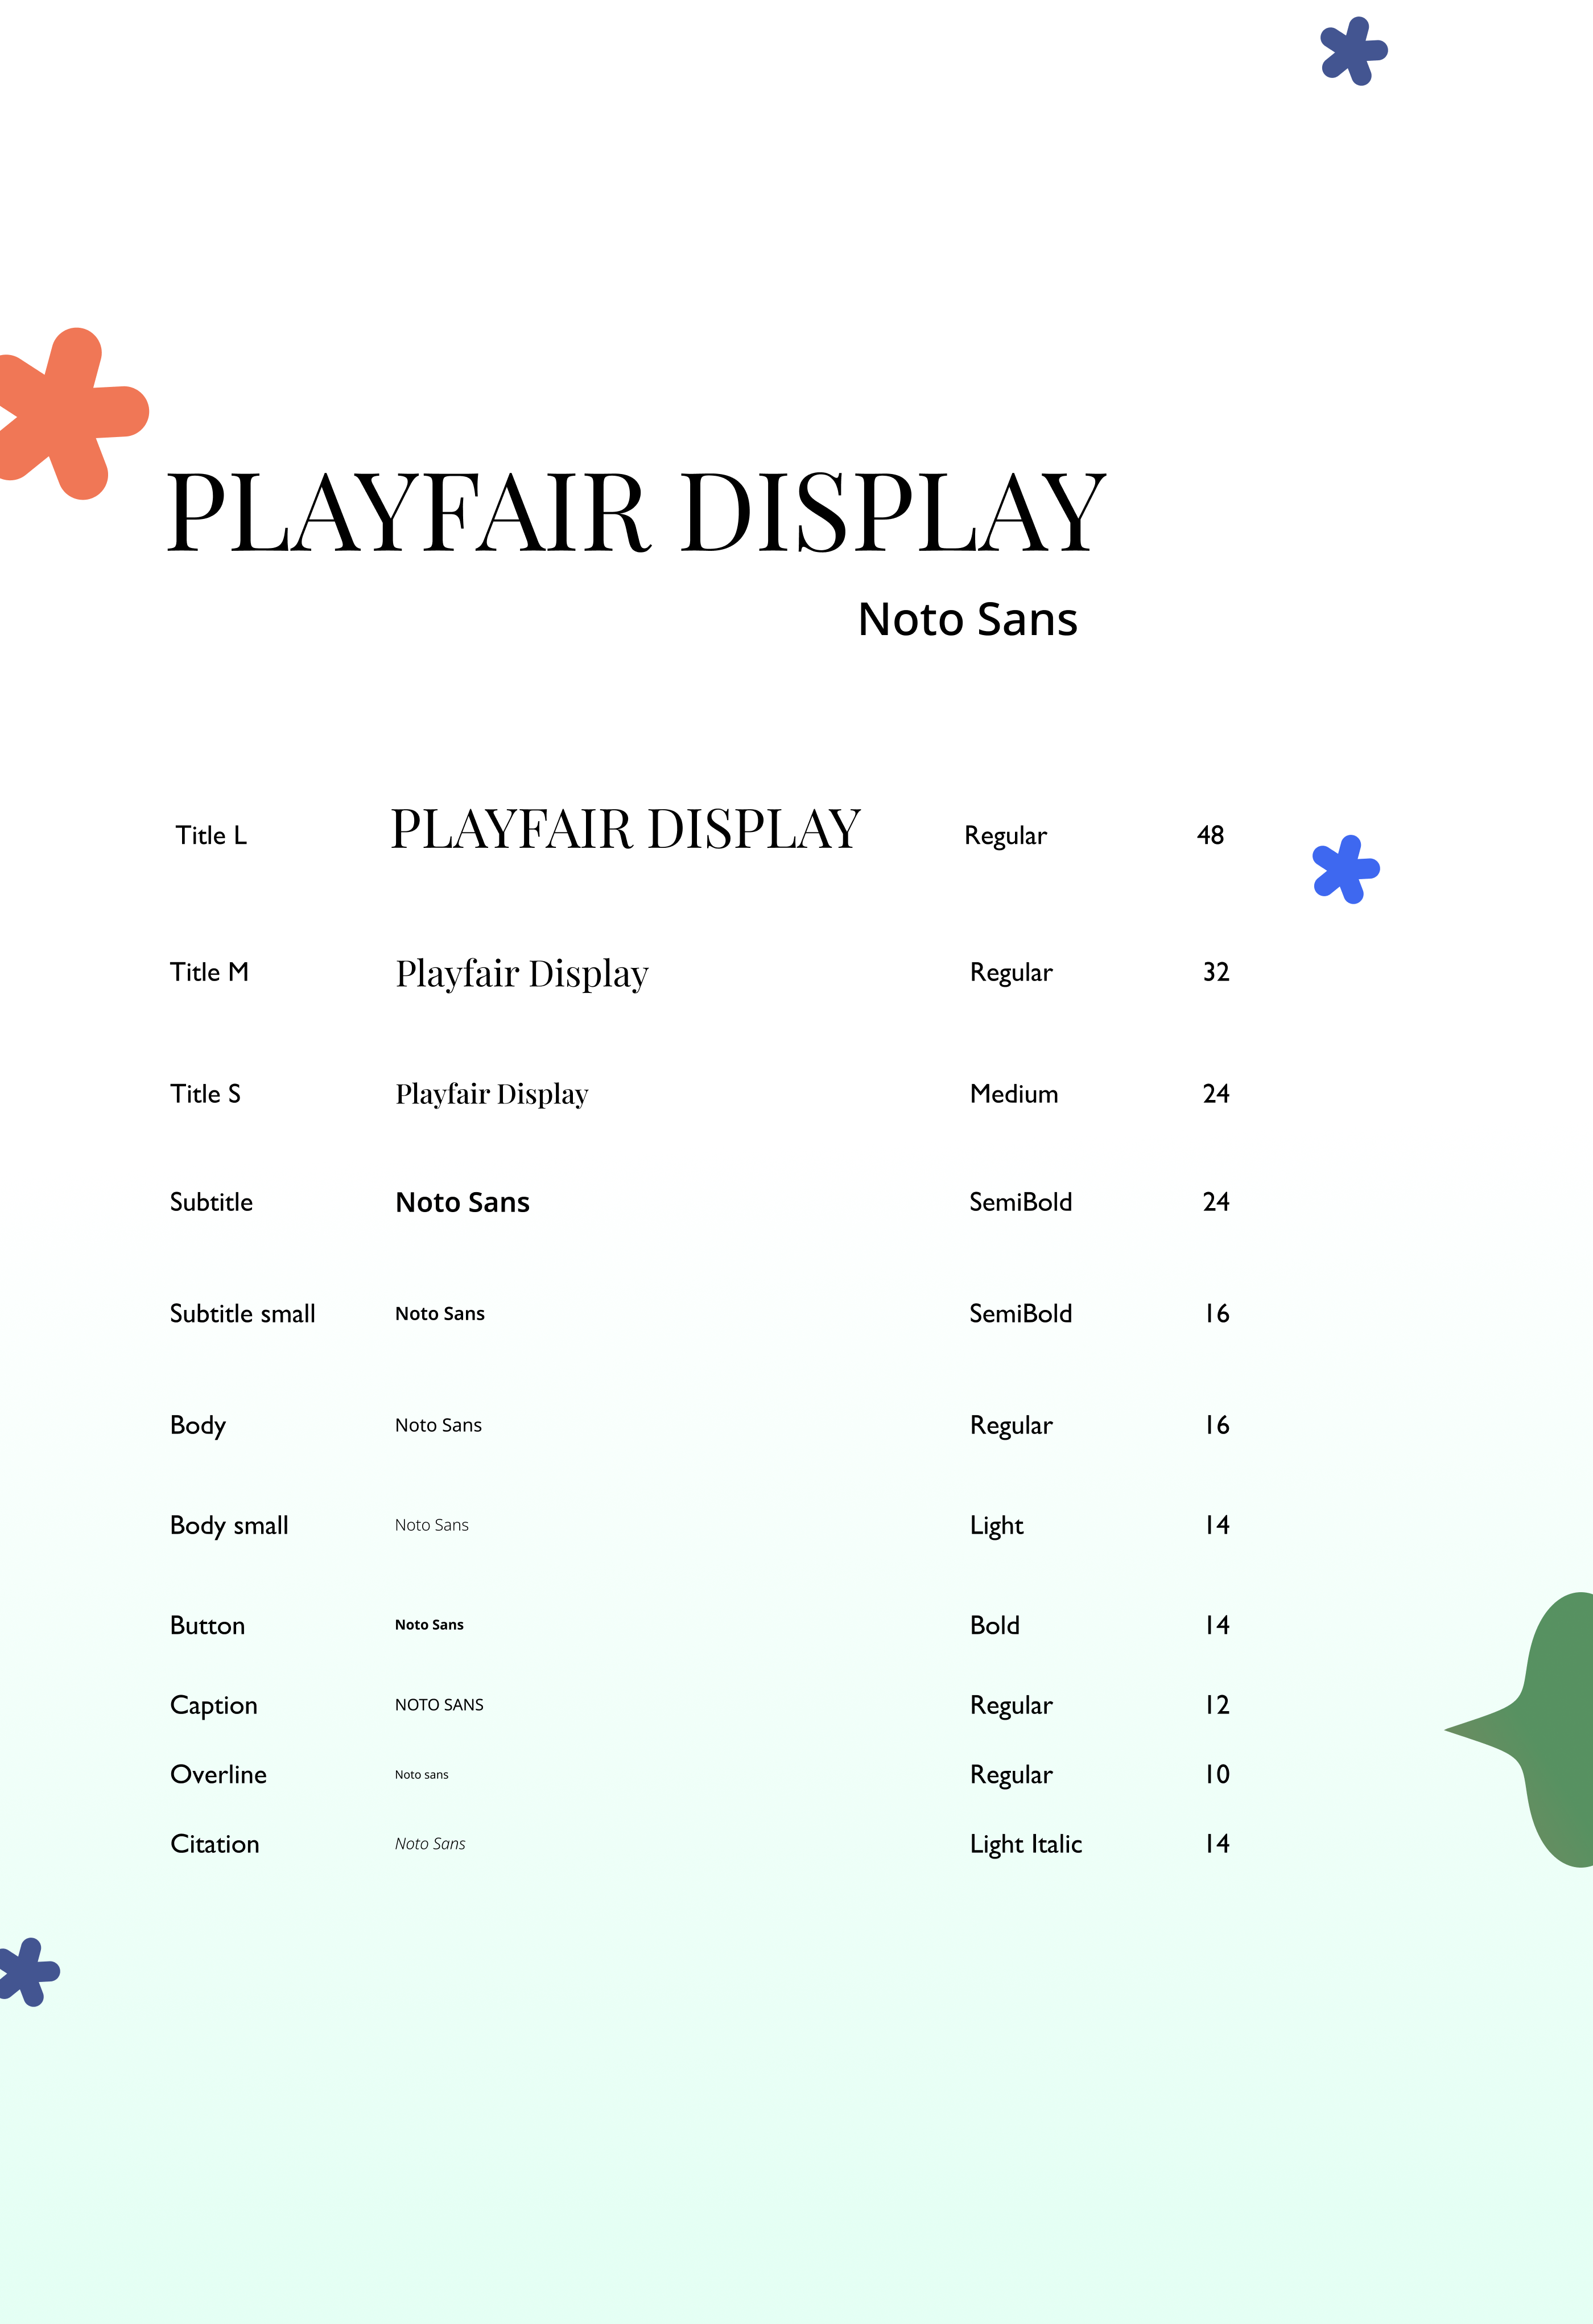 PLAYFAIR DISPLAY
Noto Sans
Title L PLAYFAIR DISPLAY Regular 48
Title M Playfair Display Regular 32
Title S Playfair Display Medium 24
Subtitle Noto Sans SemiBold 24
Subtitle small Noto Sans SemiBold 16
Body Noto Sans Regular 16
Body small Noto Sans Light 14
Button Noto Sans Bold 14
Caption NOTO SANS Regular 12
Overline Noto sans Regular 10
Citation Noto Sans Light Italic 14